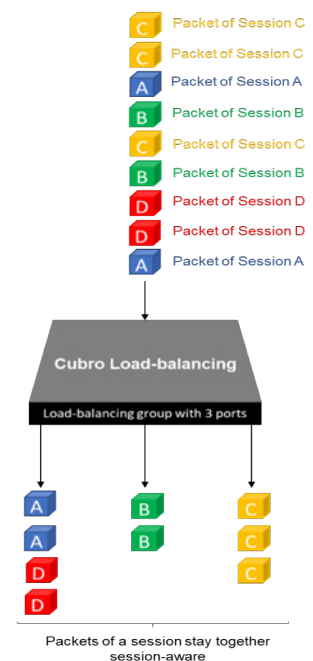 C Packet of Session C
C Packet of Session C
A Packet of Session A
B Packet of Session B
C Packet of Session C
B Packet of Session B
D Packet of Session D
D Packet of Session D
A Packet of Session A
Cubro Load-balancing
Load-balancing group with 3 ports
A B C
A B C
D C
D
Packets of a session stay together
session-aware